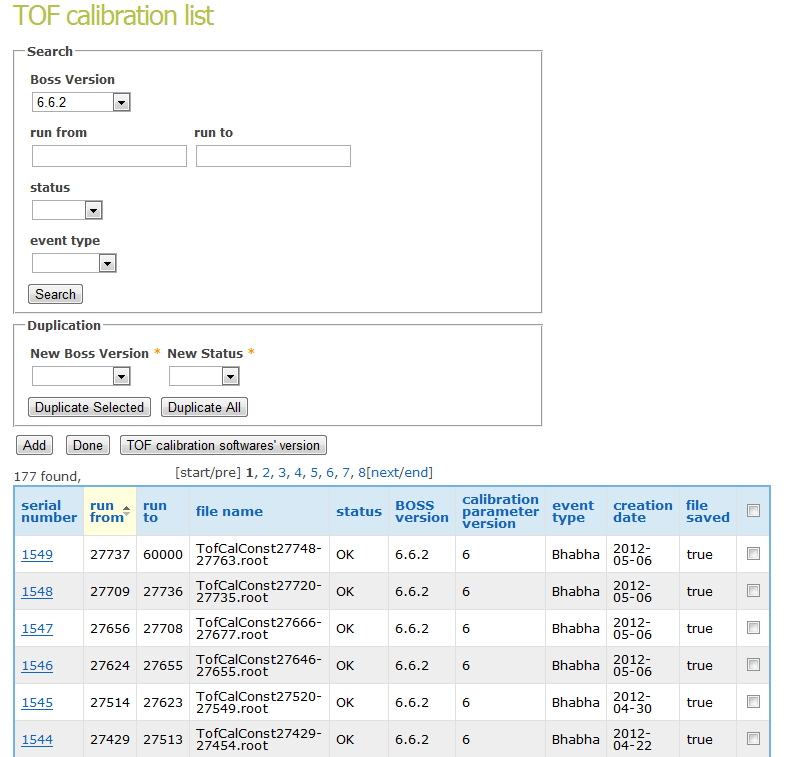 TOF calibration list
Search
Boss Version
6.6.2
run from run to
status
event type
Search
Duplication
New Boss Version * New Status *
Duplicate Selected Duplicate All
Add Done TOF calibration softwares' version
177 found, [start/pre] 1, 2, 3, 4, 5, 6, 7, 8[next/end]
serial number run from run to file name status BOSS version calibration parameter version event type creation date file saved
1549 27737 60000 TofCalConst27748-27763.root OK 6.6.2 6 Bhabha 2012-05-06 true
1548 27709 27736 TofCalConst27720-27735.root OK 6.6.2 6 Bhabha 2012-05-06 true
1547 27656 27708 TofCalConst27666-27677.root OK 6.6.2 6 Bhabha 2012-05-06 true
1546 27624 27655 TofCalConst27646-27655.root OK 6.6.2 6 Bhabha 2012-05-06 true
1545 27514 27623 TofCalConst27520-27549.root OK 6.6.2 6 Bhabha 2012-04-30 true
1544 27429 27513 TofCalConst27429-27454.root OK 6.6.2 6 Bhabha 2012-04-22 true